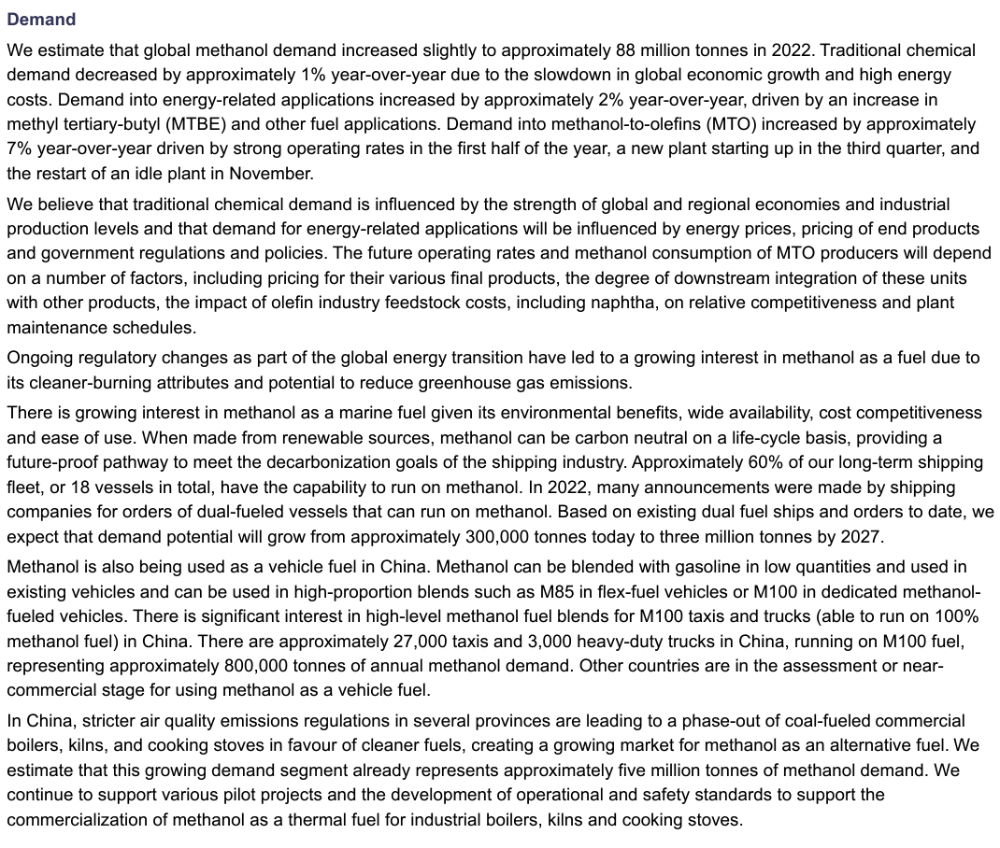 Demand
We estimate that global methanol demand increased slightly to approximately 88 million tonnes in 2022. Traditional chemical
demand decreased by approximately 1% year-over-year due to the slowdown in global economic growth and high energy
costs. Demand into energy-related applications increased by approximately 2% year-over-year, driven by an increase in
methyl tertiary-butyl (MTBE) and other fuel applications. Demand into methanol-to-olefins (MTO) increased by approximately
7% year-over-year driven by strong operating rates in the first half of the year, a new plant starting up in the third quarter, and
the restart of an idle plant in November.
We believe that traditional chemical demand is influenced by the strength of global and regional economies and industrial
production levels and that demand for energy-related applications will be influenced by energy prices, pricing of end products
and government regulations and policies. The future operating rates and methanol consumption of MTO producers will depend
on a number of factors, including pricing for their various final products, the degree of downstream integration of these units
with other products, the impact of olefin industry feedstock costs, including naphtha, on relative competitiveness and plant
maintenance schedules.
Ongoing regulatory changes as part of the global energy transition have led to a growing interest in methanol as a fuel due to
its cleaner-burning attributes and potential to reduce greenhouse gas emissions.
There is growing interest in methanol as a marine fuel given its environmental benefits, wide availability, cost competitiveness
and ease of use. When made from renewable sources, methanol can be carbon neutral on a life-cycle basis, providing a
future-proof pathway to meet the decarbonization goals of the shipping industry. Approximately 60% of our long-term shipping
fleet, or 18 vessels in total, have the capability to run on methanol. In 2022, many announcements were made by shipping
companies for orders of dual-fueled vessels that can run on methanol. Based on existing dual fuel ships and orders to date, we
expect that demand potential will grow from approximately 300,000 tonnes today to three million tonnes by 2027.
Methanol is also being used as a vehicle fuel in China. Methanol can be blended with gasoline in low quantities and used in
existing vehicles and can be used in high-proportion blends such as M85 in flex-fuel vehicles or M100 in dedicated methanol-
fueled vehicles. There is significant interest in high-level methanol fuel blends for M100 taxis and trucks (able to run on 100%
methanol fuel) in China. There are approximately 27,000 taxis and 3,000 heavy-duty trucks in China, running on M100 fuel,
representing approximately 800,000 tonnes of annual methanol demand. Other countries are in the assessment or near-
commercial stage for using methanol as a vehicle fuel.
In China, stricter air quality emissions regulations in several provinces are leading to a phase-out of coal-fueled commercial
boilers, kilns, and cooking stoves in favour of cleaner fuels, creating a growing market for methanol as an alternative fuel. We
estimate that this growing demand segment already represents approximately five million tonnes of methanol demand. We
continue to support various pilot projects and the development of operational and safety standards to support the
commercialization of methanol as a thermal fuel for industrial boilers, kilns and cooking stoves.